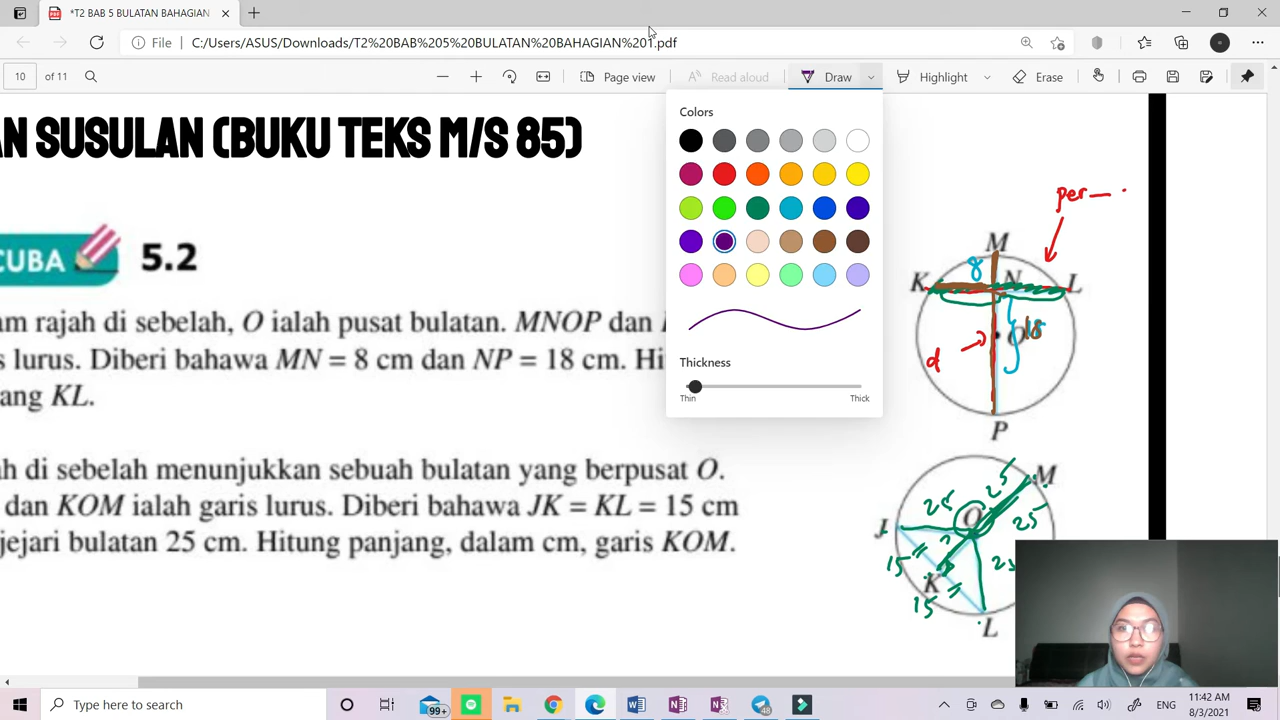 *T2 BAB 5 BULATAN BAHAGIAN
File C:/Users/ASUS/Downloads/T2%20BAB%205%20BULATAN%20BAHAGIAN%201.pdf
10 of 11 Page view Read aloud Draw Highlight Erase
Colors
Thickness
Thin Thick
AN SUSULAN (BUKU TEKS M/S 85)
CUBA 5.2
am rajah di sebelah, O ialah pusat bulatan. MNOP dan
s lurus. Diberi bahawa MN = 8 cm dan NP = 18 cm. Hi
ang KL.
ah di sebelah menunjukkan sebuah bulatan yang berpusat O.
dan KOM ialah garis lurus. Diberi bahawa JK = KL = 15 cm
jejari bulatan 25 cm. Hitung panjang, dalam cm, garis KOM.
per
M
8
K N L
18
O
d
P
M
25 25
O
25
J
?
15
K
15
L
Type here to search
99+
48
ENG
11:42 AM
8/3/2021